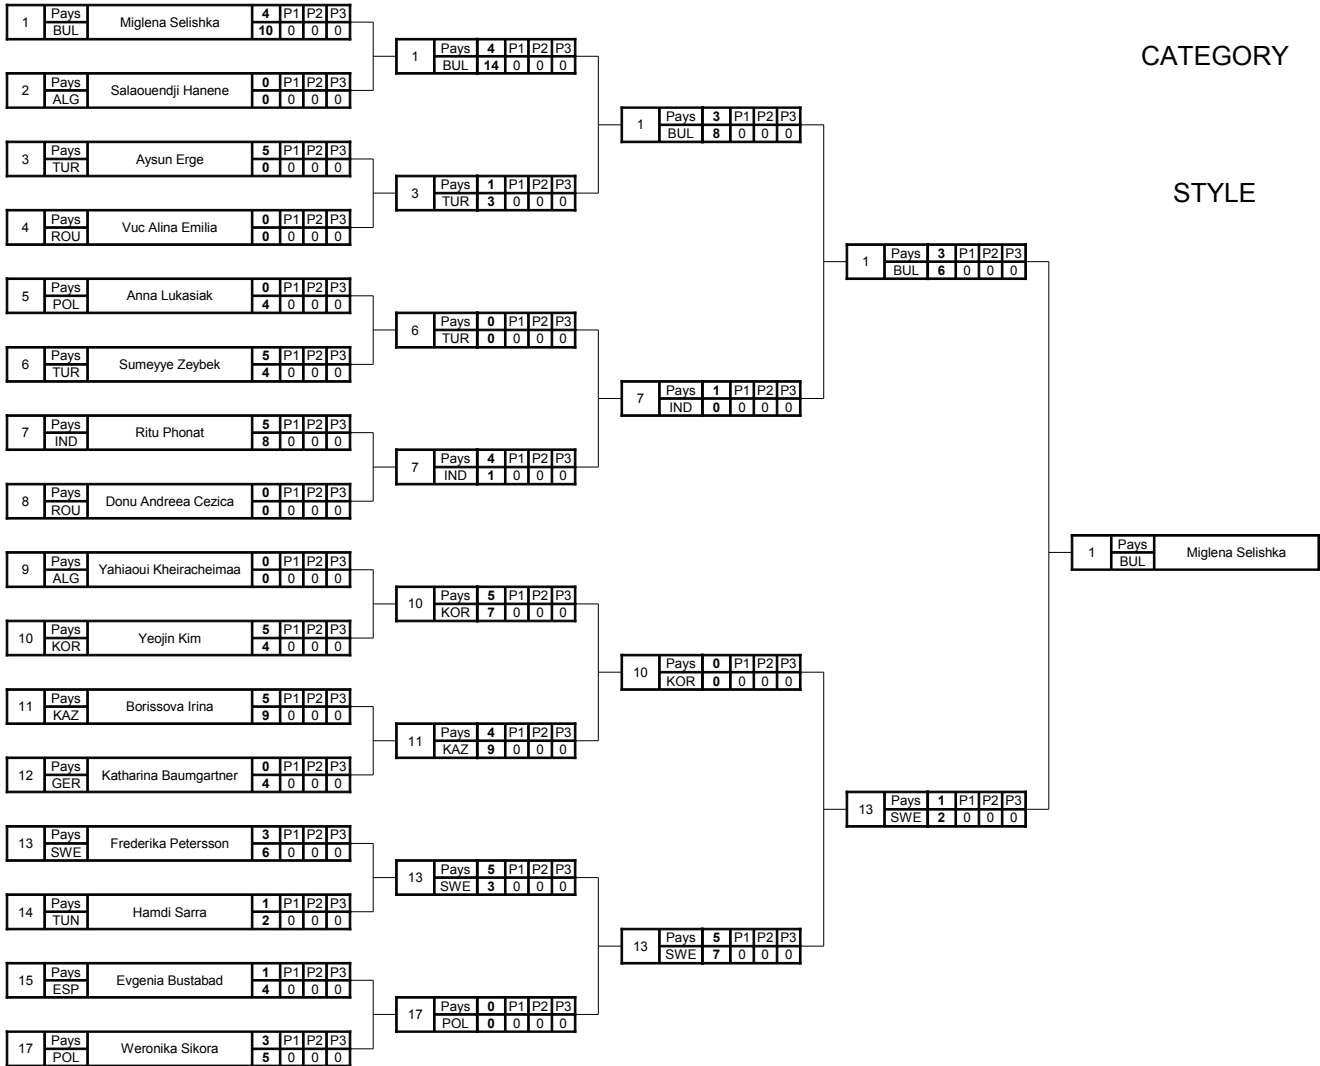 1 Pays BUL Miglena Selishka 4 P1 P2 P3 10 0 0 0
2 Pays ALG Salaouendji Hanene 0 P1 P2 P3 0 0 0 0
3 Pays TUR Aysun Erge 5 P1 P2 P3 0 0 0 0
4 Pays ROU Vuc Alina Emilia 0 P1 P2 P3 0 0 0 0
5 Pays POL Anna Lukasiak 0 P1 P2 P3 4 0 0 0
6 Pays TUR Sumeyye Zeybek 5 P1 P2 P3 4 0 0 0
7 Pays IND Ritu Phonat 5 P1 P2 P3 8 0 0 0
8 Pays ROU Donu Andreea Cezica 0 P1 P2 P3 0 0 0 0
9 Pays ALG Yahiaoui Kheiracheimaa 0 P1 P2 P3 0 0 0 0
10 Pays KOR Yeojin Kim 5 P1 P2 P3 4 0 0 0
11 Pays KAZ Borissova Irina 5 P1 P2 P3 9 0 0 0
12 Pays GER Katharina Baumgartner 0 P1 P2 P3 4 0 0 0
13 Pays SWE Frederika Petersson 3 P1 P2 P3 6 0 0 0
14 Pays TUN Hamdi Sarra 1 P1 P2 P3 2 0 0 0
15 Pays ESP Evgenia Bustabad 1 P1 P2 P3 4 0 0 0
17 Pays POL Weronika Sikora 3 P1 P2 P3 5 0 0 0
1 Pays BUL 4 P1 P2 P3 14 0 0 0
3 Pays TUR 1 P1 P2 P3 3 0 0 0
6 Pays TUR 0 P1 P2 P3 0 0 0 0
7 Pays IND 4 P1 P2 P3 1 0 0 0
10 Pays KOR 5 P1 P2 P3 7 0 0 0
11 Pays KAZ 4 P1 P2 P3 9 0 0 0
13 Pays SWE 5 P1 P2 P3 3 0 0 0
17 Pays POL 0 P1 P2 P3 0 0 0 0
1 Pays BUL 3 P1 P2 P3 8 0 0 0
7 Pays IND 1 P1 P2 P3 0 0 0 0
10 Pays KOR 0 P1 P2 P3 0 0 0 0
13 Pays SWE 5 P1 P2 P3 7 0 0 0
1 Pays BUL 3 P1 P2 P3 6 0 0 0
13 Pays SWE 1 P1 P2 P3 2 0 0 0
CATEGORY
STYLE
1 Pays BUL Miglena Selishka